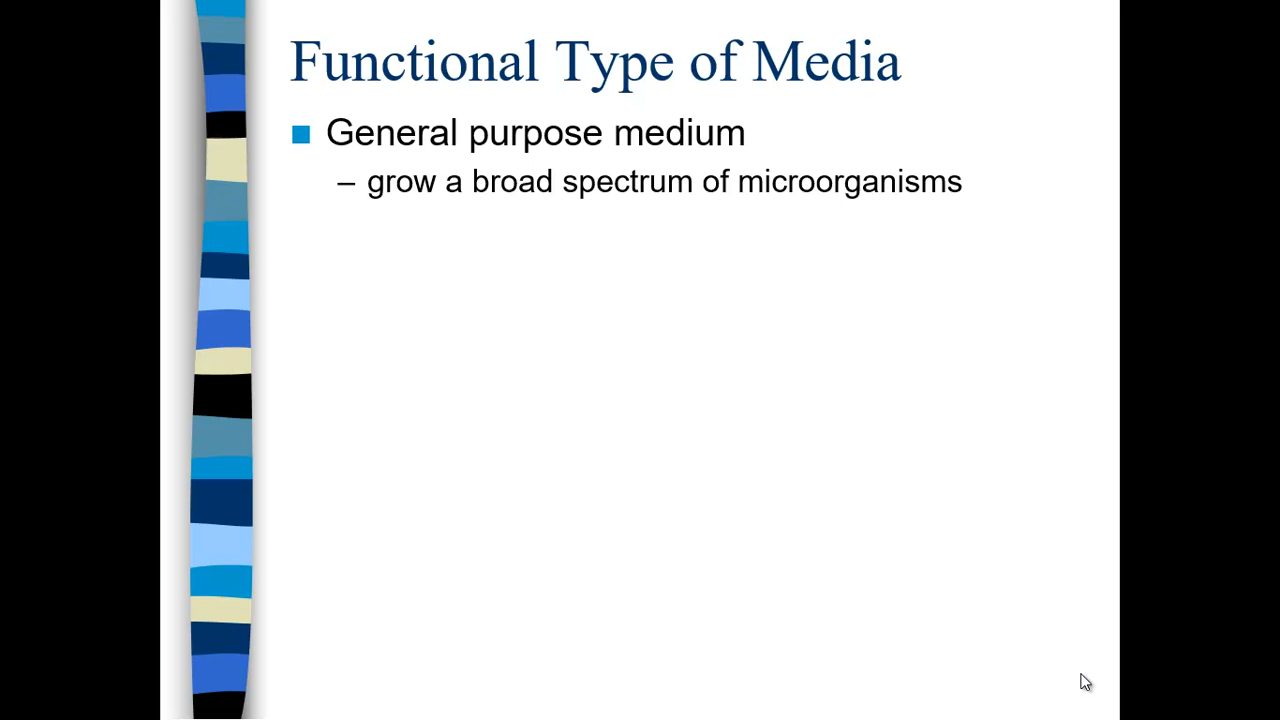 Functional Type of Media
General purpose medium
– grow a broad spectrum of microorganisms